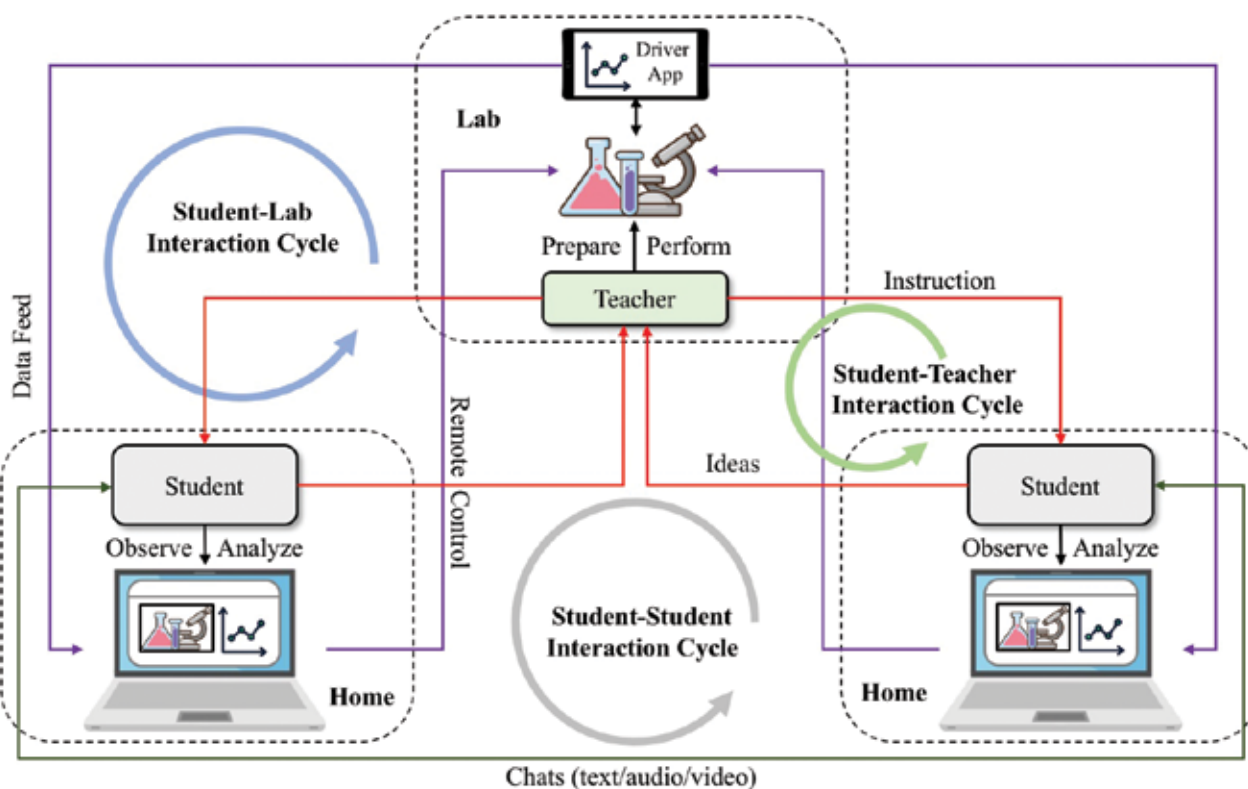 Driver
App
Lab
Student-Lab
Interaction Cycle
Prepare Perform
Teacher
Instruction
Data Feed
Student-Teacher
Interaction Cycle
Remote Control
Ideas
Student
Student
Observe Analyze
Observe Analyze
Student-Student
Interaction Cycle
Home
Home
Chats (text/audio/video)